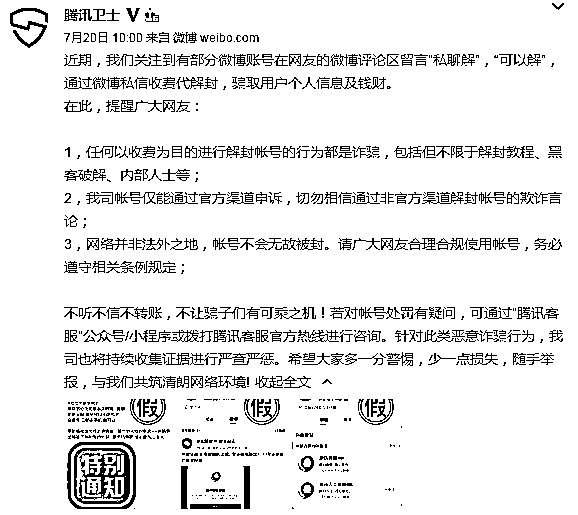 腾讯卫士
7月20日 10:00 来自 微博 weibo.com
近期，我们关注到有部分微博账号在网友的微博评论区留言“私聊解”，“可以解”，
通过微博私信收费代解封，骗取用户个人信息及钱财。
在此，提醒广大网友：
1，任何以收费为目的进行解封帐号的行为都是诈骗，包括但不限于解封教程、黑
客破解、内部人士等；
2，我司帐号仅能通过官方渠道申诉，切勿相信通过非官方渠道解封帐号的欺诈言
论；
3，网络并非法外之地，帐号不会无故被封。请广大网友合理合规使用帐号，务必
遵守相关条例规定；
不听不信不转账，不让骗子们有可乘之机！若对帐号处罚有疑问，可通过“腾讯客
服”公众号/小程序或拨打腾讯客服官方热线进行咨询。针对此类恶意诈骗行为，我
司也将持续收集证据进行严查严惩。希望大家多一分警惕，少一点损失，随手举
报，与我们共筑清朗网络环境! 收起全文
假 假 假
特别
通知